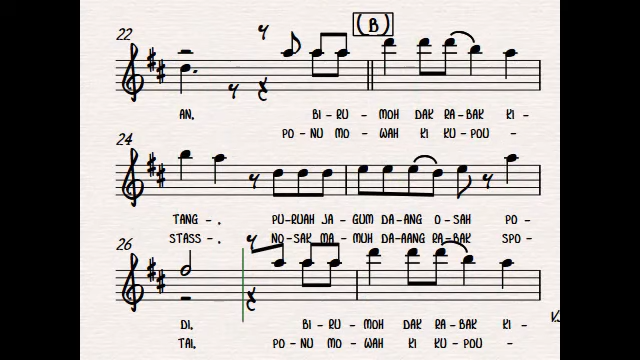 22
(B)
AN. BI - RU - MOH DAK RA - BAK KI -
PO - NU MO - WAH KI KU - POU -
24
TANG - . PU-RUAH JA - GUM DA-ANG O-SAH PO -
STASS - . NO-SAK MA - MUH DA-AANG RA-BAK SPO -
26
DI. BI - RU - MOH DAK RA - BAK KI -
TAI. PO - NU MO - WAH KI KU - POU -